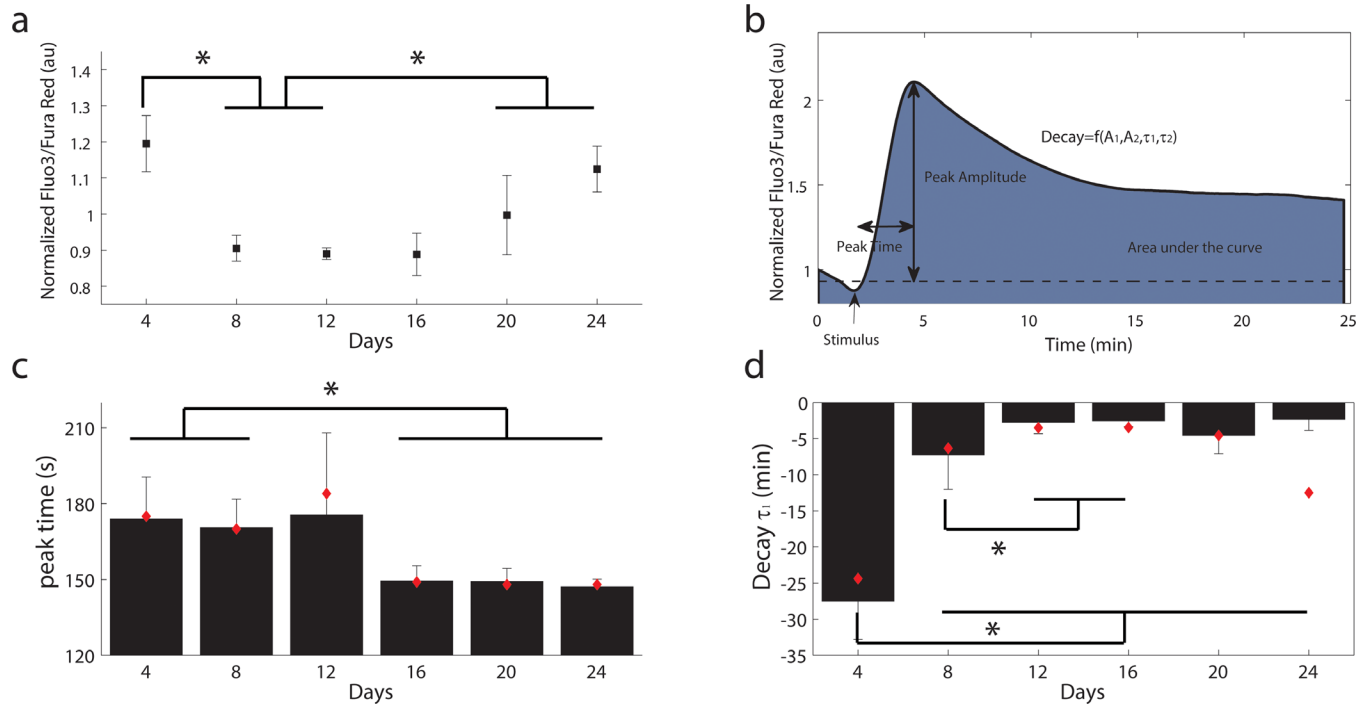 a
Normalized Fluo3/Fura Red (au)
1.4
1.3
1.2
1.1
1
0.9
0.8
*
*
4 8 12 16 20 24
Days
b
Normalized Fluo3/Fura Red (au)
2
1.5
1
Decay=f(A1,A2,τ1,τ2)
Peak Amplitude
Peak Time
Area under the curve
0 5 10 15 20 25
Stimulus
Time (min)
c
peak time (s)
210
180
150
120
*
4 8 12 16 20 24
Days
d
Decay τ1 (min)
0
-5
-10
-15
-20
-25
-30
-35
*
*
4 8 12 16 20 24
Days